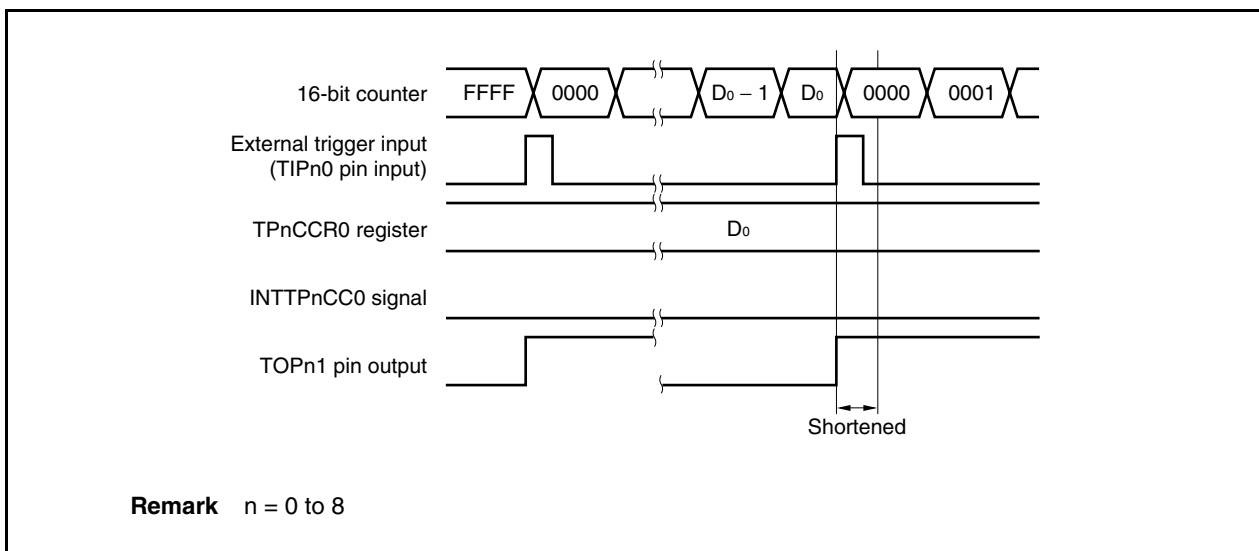 16-bit counter FFFF 0000 D₀ − 1 D₀ 0000 0001
External trigger input
(TIPn0 pin input)
TPnCCR0 register D₀
INTTPnCC0 signal
TOPn1 pin output
Shortened
Remark n = 0 to 8